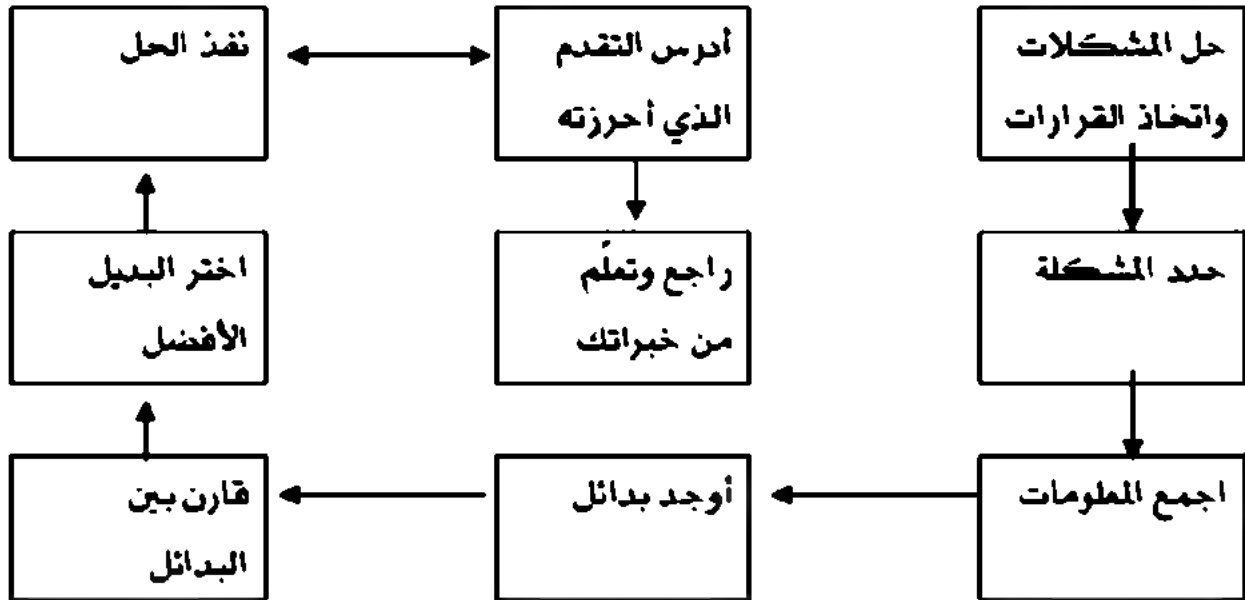 حل المشكلات
واتخاذ القرارات
حدد المشكلة
اجمع المعلومات
أوجد بدائل
قارن بين
البدائل
اختر البديل
الأفضل
نفذ الحل
أدرس التقدم
الذي أحرزته
راجع وتعلّم
من خبراتك